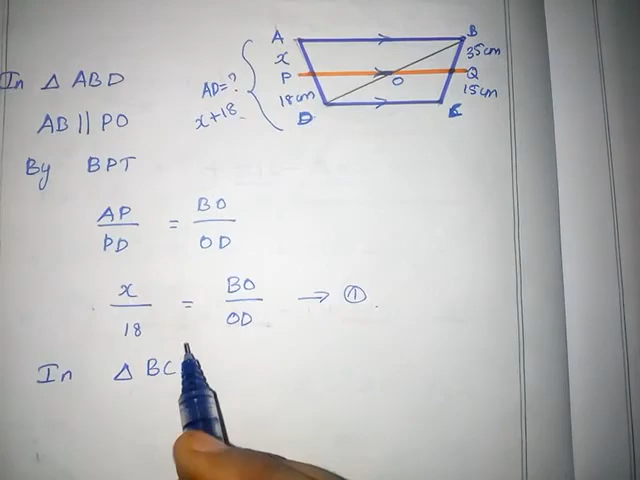 In Δ ABD
AB || PO
By BPT
AP/PD = BO/OD
x/18 = BO/OD → ①.
In Δ BC
A
B
x
35cm
P
Q
O
18cm
15cm
D
C
AD=?
x+18